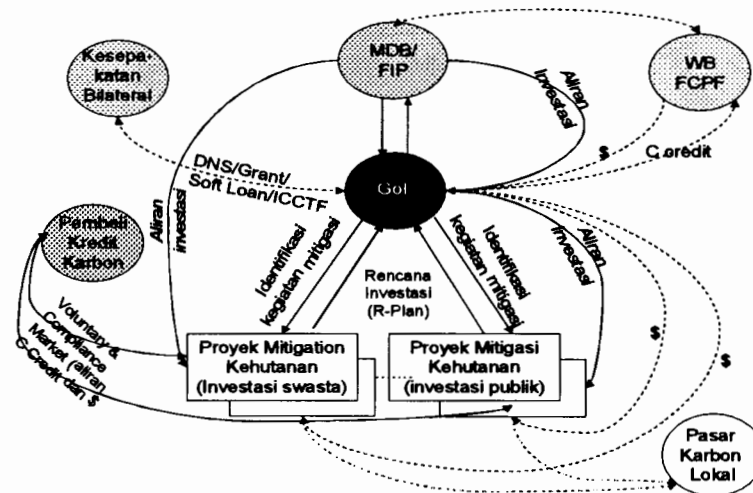 Kesepa-
katan
Bilateral
MDB/
FIP
WB
FCPF
Aliran
Investasi
$
C credit
DNS/Grant/
Soft Loan/ICCTF
GoI
Pembeli
Kredit
Karbon
Aliran
investasi
Identifikasi
kegiatan mitigasi
Rencana
Investasi
(R-Plan)
Identifikasi
kegiatan mitigasi
Aliran
investasi
Voluntary &
Compliance
Market (aliran
C-Credit dan $
Proyek Mitigation
Kehutanan
(Investasi swasta)
Proyek Mitigasi
Kehutanan
(investasi publik)
$
$
Pasar
Karbon
Lokal